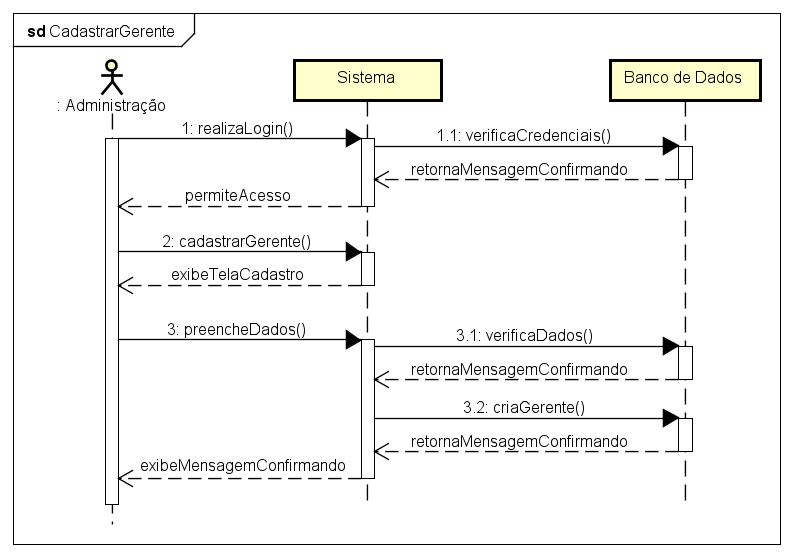 sd CadastrarGerente
: Administração
Sistema
Banco de Dados
1: realizaLogin()
1.1: verificaCredenciais()
retornaMensagemConfirmando
permiteAcesso
2: cadastrarGerente()
exibeTelaCadastro
3: preencheDados()
3.1: verificaDados()
retornaMensagemConfirmando
3.2: criaGerente()
retornaMensagemConfirmando
exibeMensagemConfirmando